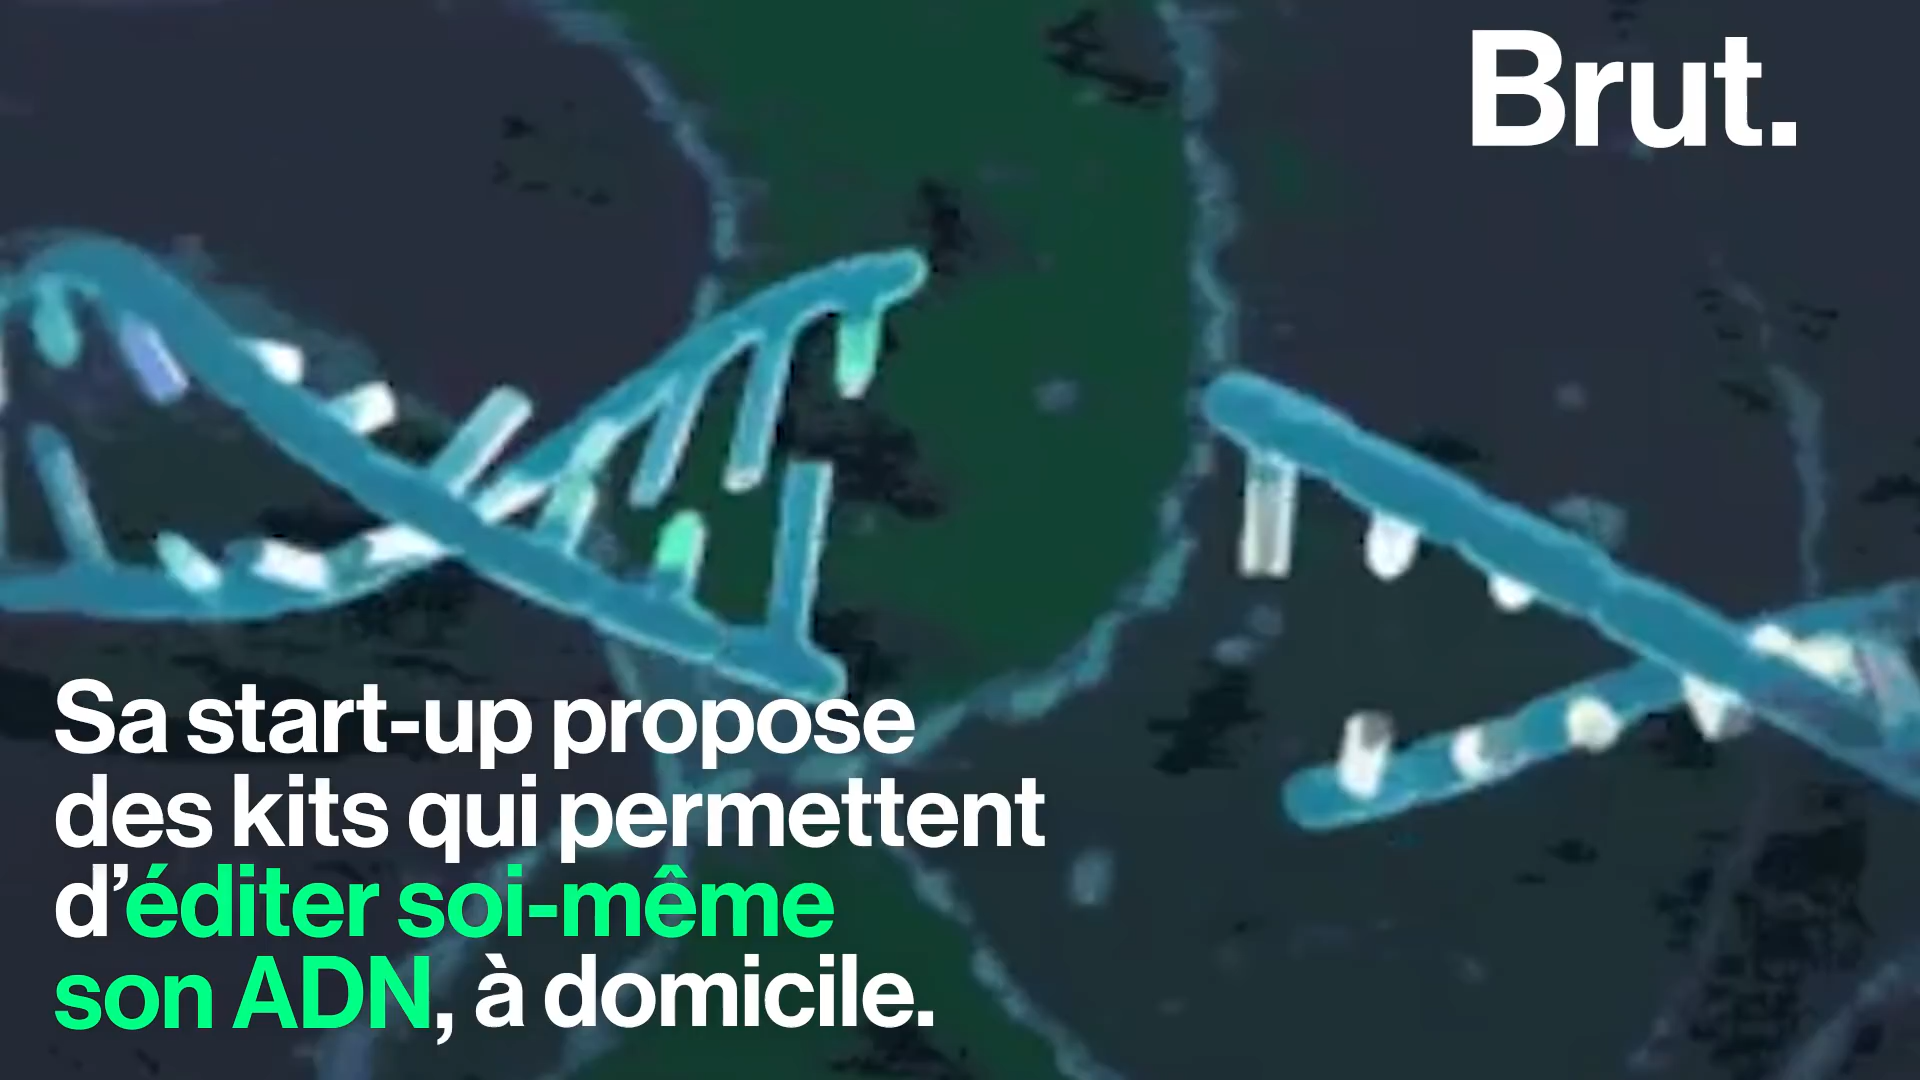 Brut.
Sa start-up propose
des kits qui permettent
d’éditer soi-même
son ADN, à domicile.